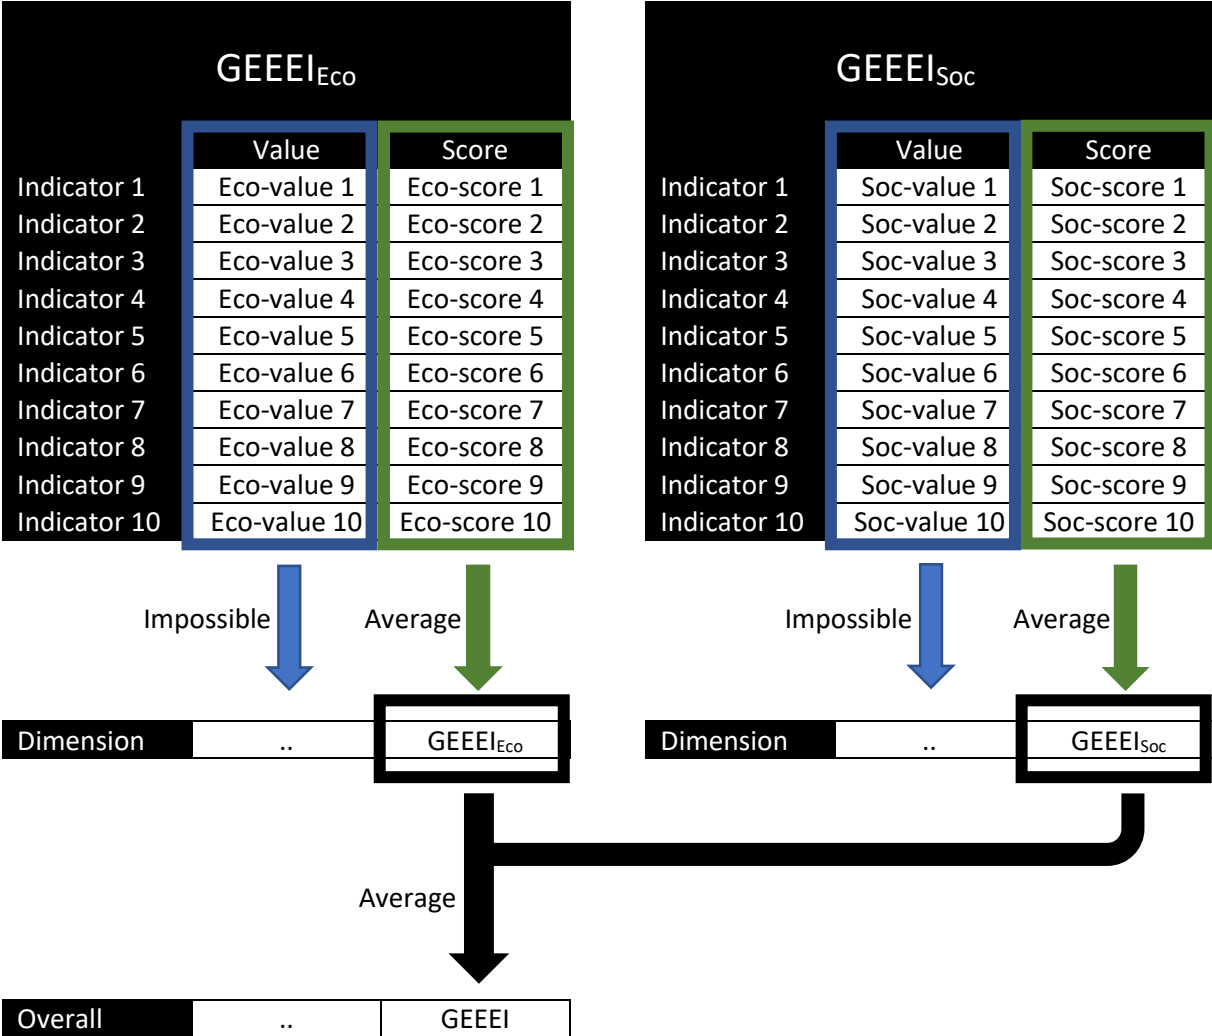 GEEEIEco GEEEISoc
Value Score Value Score
Indicator 1 Eco-value 1 Eco-score 1 Indicator 1 Soc-value 1 Soc-score 1
Indicator 2 Eco-value 2 Eco-score 2 Indicator 2 Soc-value 2 Soc-score 2
Indicator 3 Eco-value 3 Eco-score 3 Indicator 3 Soc-value 3 Soc-score 3
Indicator 4 Eco-value 4 Eco-score 4 Indicator 4 Soc-value 4 Soc-score 4
Indicator 5 Eco-value 5 Eco-score 5 Indicator 5 Soc-value 5 Soc-score 5
Indicator 6 Eco-value 6 Eco-score 6 Indicator 6 Soc-value 6 Soc-score 6
Indicator 7 Eco-value 7 Eco-score 7 Indicator 7 Soc-value 7 Soc-score 7
Indicator 8 Eco-value 8 Eco-score 8 Indicator 8 Soc-value 8 Soc-score 8
Indicator 9 Eco-value 9 Eco-score 9 Indicator 9 Soc-value 9 Soc-score 9
Indicator 10 Eco-value 10 Eco-score 10 Indicator 10 Soc-value 10 Soc-score 10
Impossible Average Impossible Average
Dimension .. GEEEIEco Dimension .. GEEEISoc
Average
Overall .. GEEEI